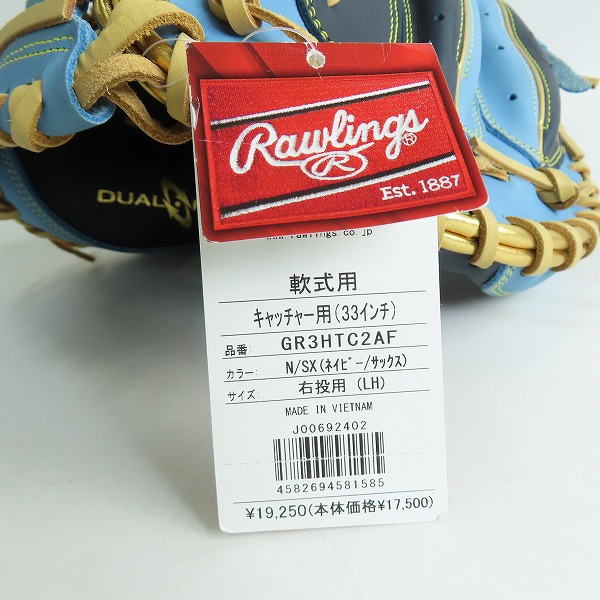 Rawlings®
R
Est. 1887
DUAL
www.rawlings.co.jp
軟式用
ｷｬｯﾁｬｰ用(33インチ)
品番: GR3HTC2AF
カラー: N/SX(ﾈｲﾋﾞｰ/ｻｯｸｽ)
サイズ: 右投用 (LH)
MADE IN VIETNAM
J00692402
4582694581585
¥19,250(本体価格¥17,500)